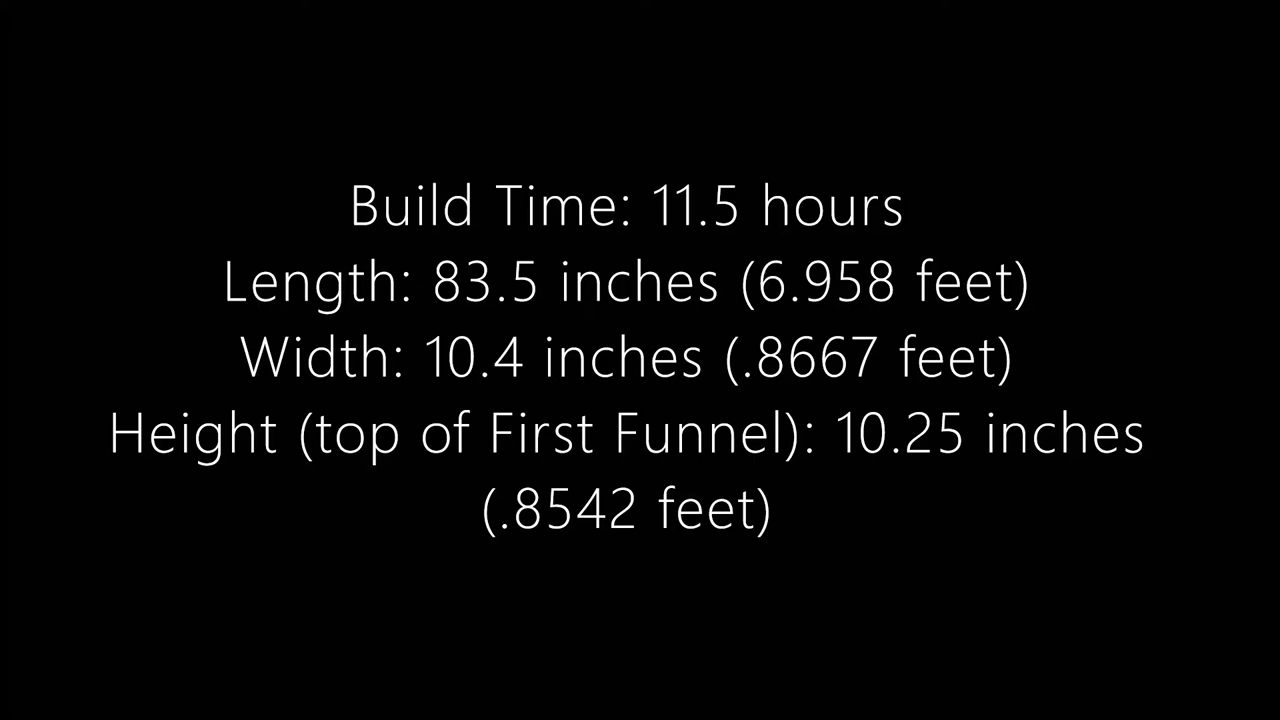 Build Time: 11.5 hours
Length: 83.5 inches (6.958 feet)
Width: 10.4 inches (.8667 feet)
Height (top of First Funnel): 10.25 inches
(.8542 feet)